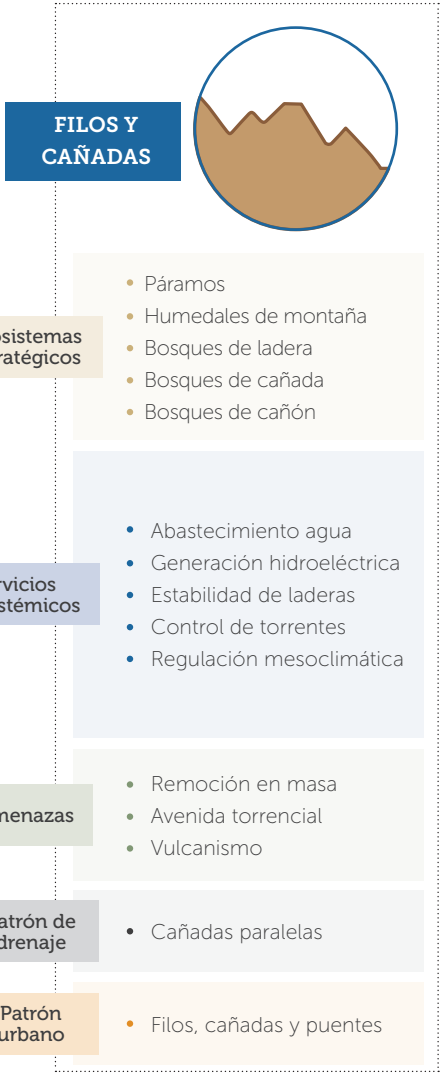 FILOS Y
CAÑADAS
• Páramos
• Humedales de montaña
• Bosques de ladera
• Bosques de cañada
• Bosques de cañón
osistemas
ratégicos
• Abastecimiento agua
• Generación hidroeléctrica
• Estabilidad de laderas
• Control de torrentes
• Regulación mesoclimática
rvicios
stémicos
• Remoción en masa
• Avenida torrencial
• Vulcanismo
menazas
atrón de
drenaje
• Cañadas paralelas
Patrón
urbano
• Filos, cañadas y puentes